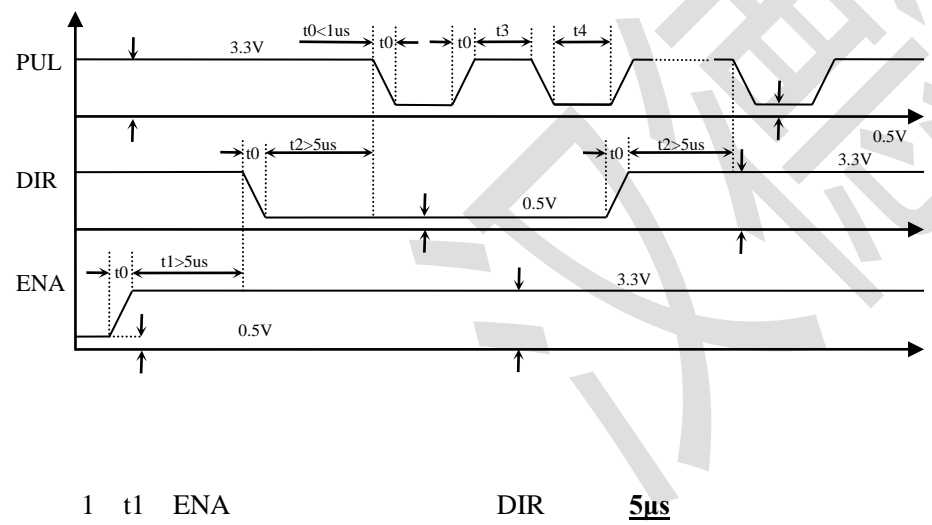 t0<1us t0 t0 t3 t4
PUL 3.3V
0.5V
t0 t2>5us t0 t2>5us 3.3V
DIR
0.5V
t0 t1>5us
ENA 3.3V
0.5V
1 t1 ENA DIR 5μs